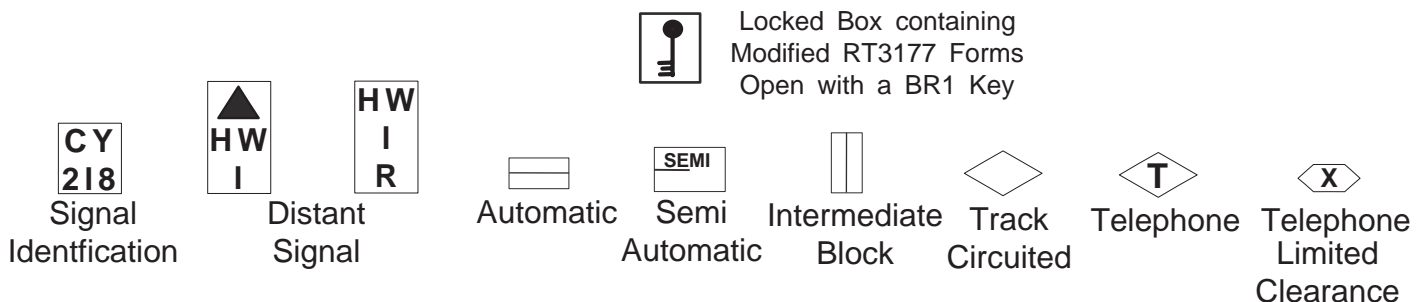 Locked Box containing
Modified RT3177 Forms
Open with a BR1 Key
CY
2I8
Signal
Identfication
HW
I
HW
I
R
Distant
Signal
Automatic
SEMI
Semi
Automatic
Intermediate
Block
Track
Circuited
T
Telephone
X
Telephone
Limited
Clearance